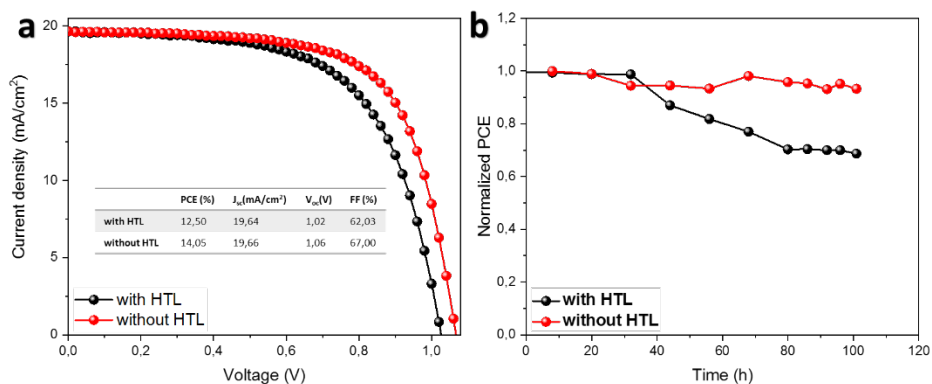 a
Current density (mA/cm²)
20
15
10
5
0
PCE (%) Jsc(mA/cm²) Voc(V) FF (%)
with HTL 12,50 19,64 1,02 62,03
without HTL 14,05 19,66 1,06 67,00
with HTL
without HTL
0,0 0,2 0,4 0,6 0,8 1,0
Voltage (V)
b
Normalized PCE
1,2
1,0
0,8
0,6
0,4
0,2
0,0
with HTL
without HTL
0 20 40 60 80 100 120
Time (h)